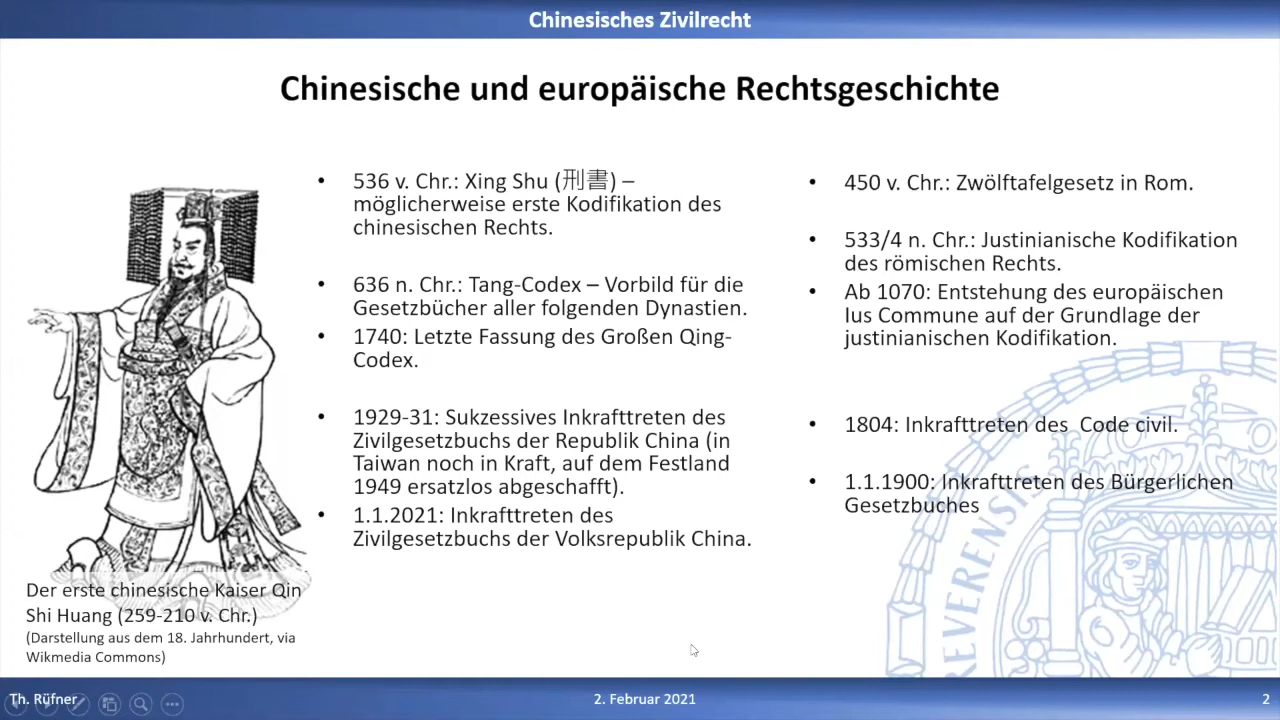 Chinesisches Zivilrecht
Chinesische und europäische Rechtsgeschichte
• 536 v. Chr.: Xing Shu (刑書) –
möglicherweise erste Kodifikation des
chinesischen Rechts.
• 636 n. Chr.: Tang-Codex – Vorbild für die
Gesetzbücher aller folgenden Dynastien.
• 1740: Letzte Fassung des Großen Qing-
Codex.
• 1929-31: Sukzessives Inkrafttreten des
Zivilgesetzbuchs der Republik China (in
Taiwan noch in Kraft, auf dem Festland
1949 ersatzlos abgeschafft).
• 1.1.2021: Inkrafttreten des
Zivilgesetzbuchs der Volksrepublik China.
• 450 v. Chr.: Zwölftafelgesetz in Rom.
• 533/4 n. Chr.: Justinianische Kodifikation
des römischen Rechts.
• Ab 1070: Entstehung des europäischen
Ius Commune auf der Grundlage der
justinianischen Kodifikation.
• 1804: Inkrafttreten des  Code civil.
• 1.1.1900: Inkrafttreten des Bürgerlichen
Gesetzbuches
Der erste chinesische Kaiser Qin
Shi Huang (259-210 v. Chr.)
(Darstellung aus dem 18. Jahrhundert, via
Wikmedia Commons)
REVERENSIS
Th. Rüfner
2. Februar 2021
2